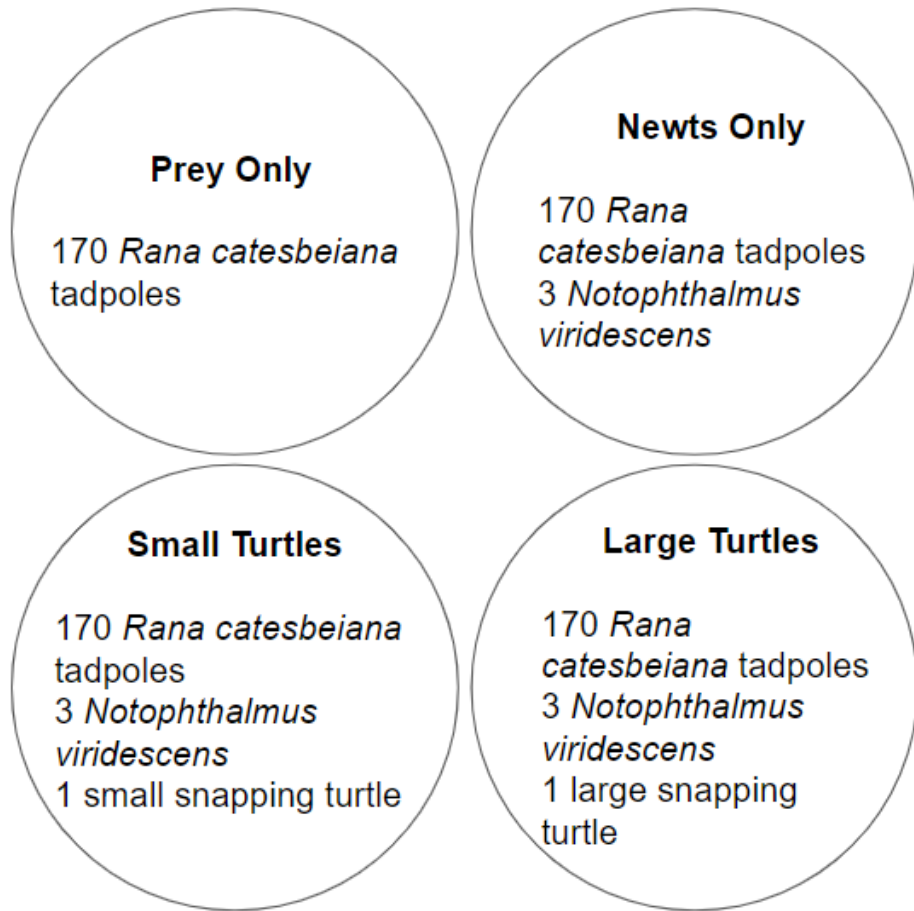 Prey Only
170 Rana catesbeiana
tadpoles
Newts Only
170 Rana
catesbeiana tadpoles
3 Notophthalmus
viridescens
Small Turtles
170 Rana catesbeiana
tadpoles
3 Notophthalmus
viridescens
1 small snapping turtle
Large Turtles
170 Rana
catesbeiana tadpoles
3 Notophthalmus
viridescens
1 large snapping
turtle